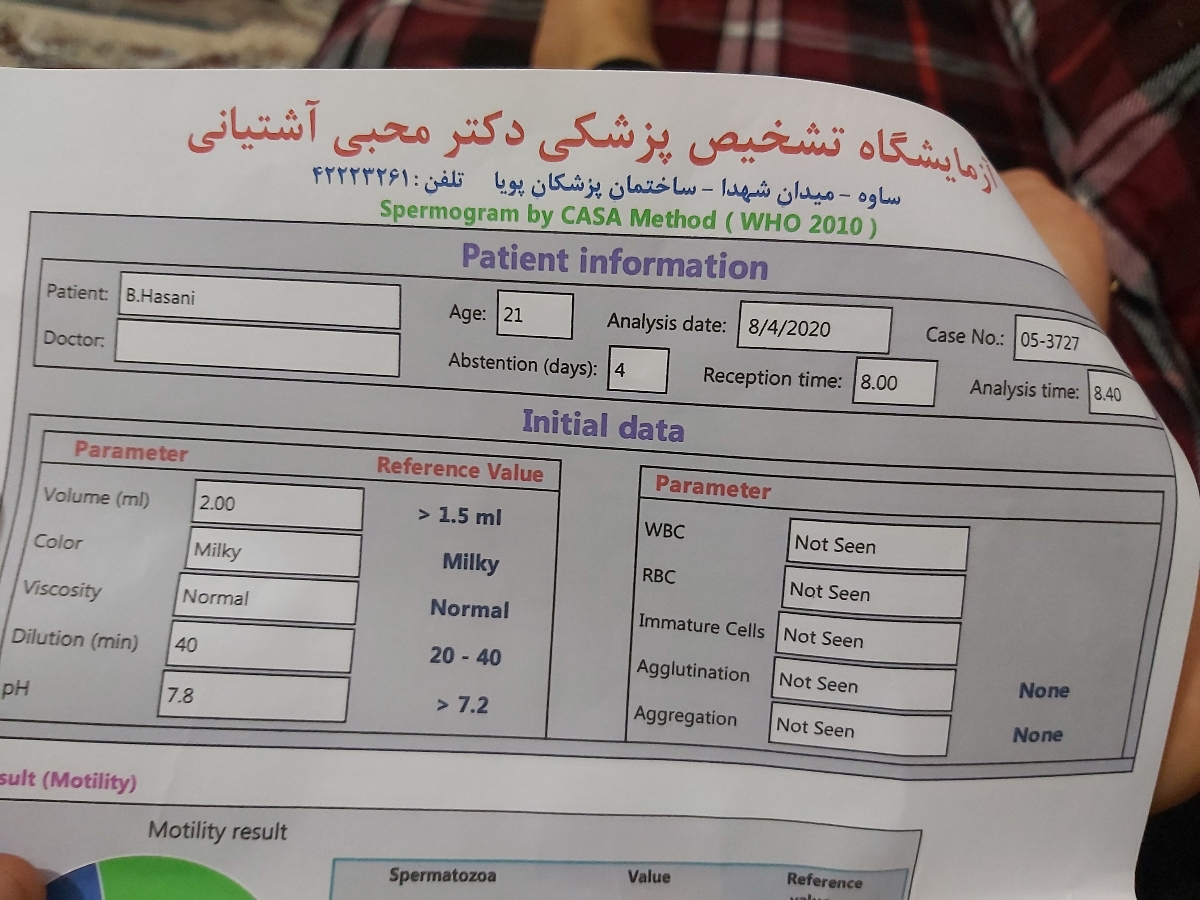 آزمایشگاه تشخیص پزشکی دکتر محبی آشتیانی
ساوه - میدان شهدا - ساختمان پزشکان پویا تلفن: ۴۲۲۲۳۲۶۱
Spermogram by CASA Method ( WHO 2010 )
Patient information
Patient: B.Hasani Age: 21 Analysis date: 8/4/2020 Case No.: 05-3727
Doctor: Abstention (days): 4 Reception time: 8.00 Analysis time: 8.40
Initial data
Parameter Reference Value
Volume (ml) 2.00 > 1.5 ml
Color Milky Milky
Viscosity Normal Normal
Dilution (min) 40 20 - 40
pH 7.8 > 7.2
Parameter
WBC Not Seen
RBC Not Seen
Immature Cells Not Seen
Agglutination Not Seen None
Aggregation Not Seen None
sult (Motility)
Motility result
Spermatozoa Value Reference